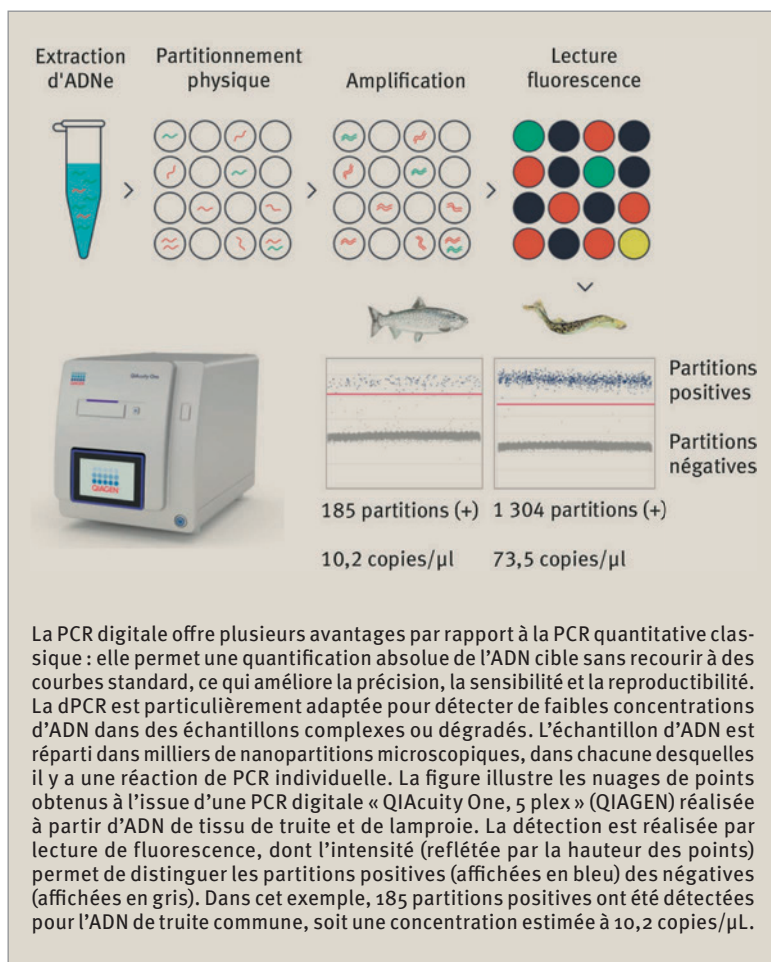 Extraction
d'ADNe
Partitionnement
physique
Amplification
Lecture
fluorescence
QIAcuity One
QIAGEN
Partitions
positives
Partitions
négatives
185 partitions (+)
1 304 partitions (+)
10,2 copies/µl
73,5 copies/µl
La PCR digitale offre plusieurs avantages par rapport à la PCR quantitative clas-
sique : elle permet une quantification absolue de l'ADN cible sans recourir à des
courbes standard, ce qui améliore la précision, la sensibilité et la reproductibilité.
La dPCR est particulièrement adaptée pour détecter de faibles concentrations
d'ADN dans des échantillons complexes ou dégradés. L'échantillon d'ADN est
réparti dans milliers de nanopartitions microscopiques, dans chacune desquelles
il y a une réaction de PCR individuelle. La figure illustre les nuages de points
obtenus à l'issue d'une PCR digitale « QIAcuity One, 5 plex » (QIAGEN) réalisée
à partir d'ADN de tissu de truite et de lamproie. La détection est réalisée par
lecture de fluorescence, dont l'intensité (reflétée par la hauteur des points)
permet de distinguer les partitions positives (affichées en bleu) des négatives
(affichées en gris). Dans cet exemple, 185 partitions positives ont été détectées
pour l'ADN de truite commune, soit une concentration estimée à 10,2 copies/µL.